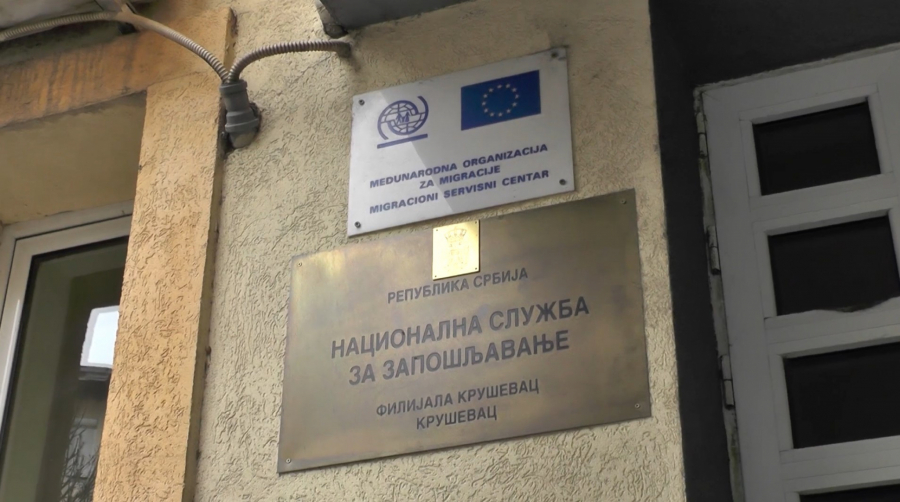 MEĐUNARODNA ORGANIZACIJA
ZA MIGRACIJE
MIGRACIONI SERVISNI CENTAR
РЕПУБЛИКА СРБИЈА
НАЦИОНАЛНА СЛУЖБА
ЗА ЗАПОШЉАВАЊЕ
ФИЛИЈАЛА КРУШЕВАЦ
КРУШЕВАЦ